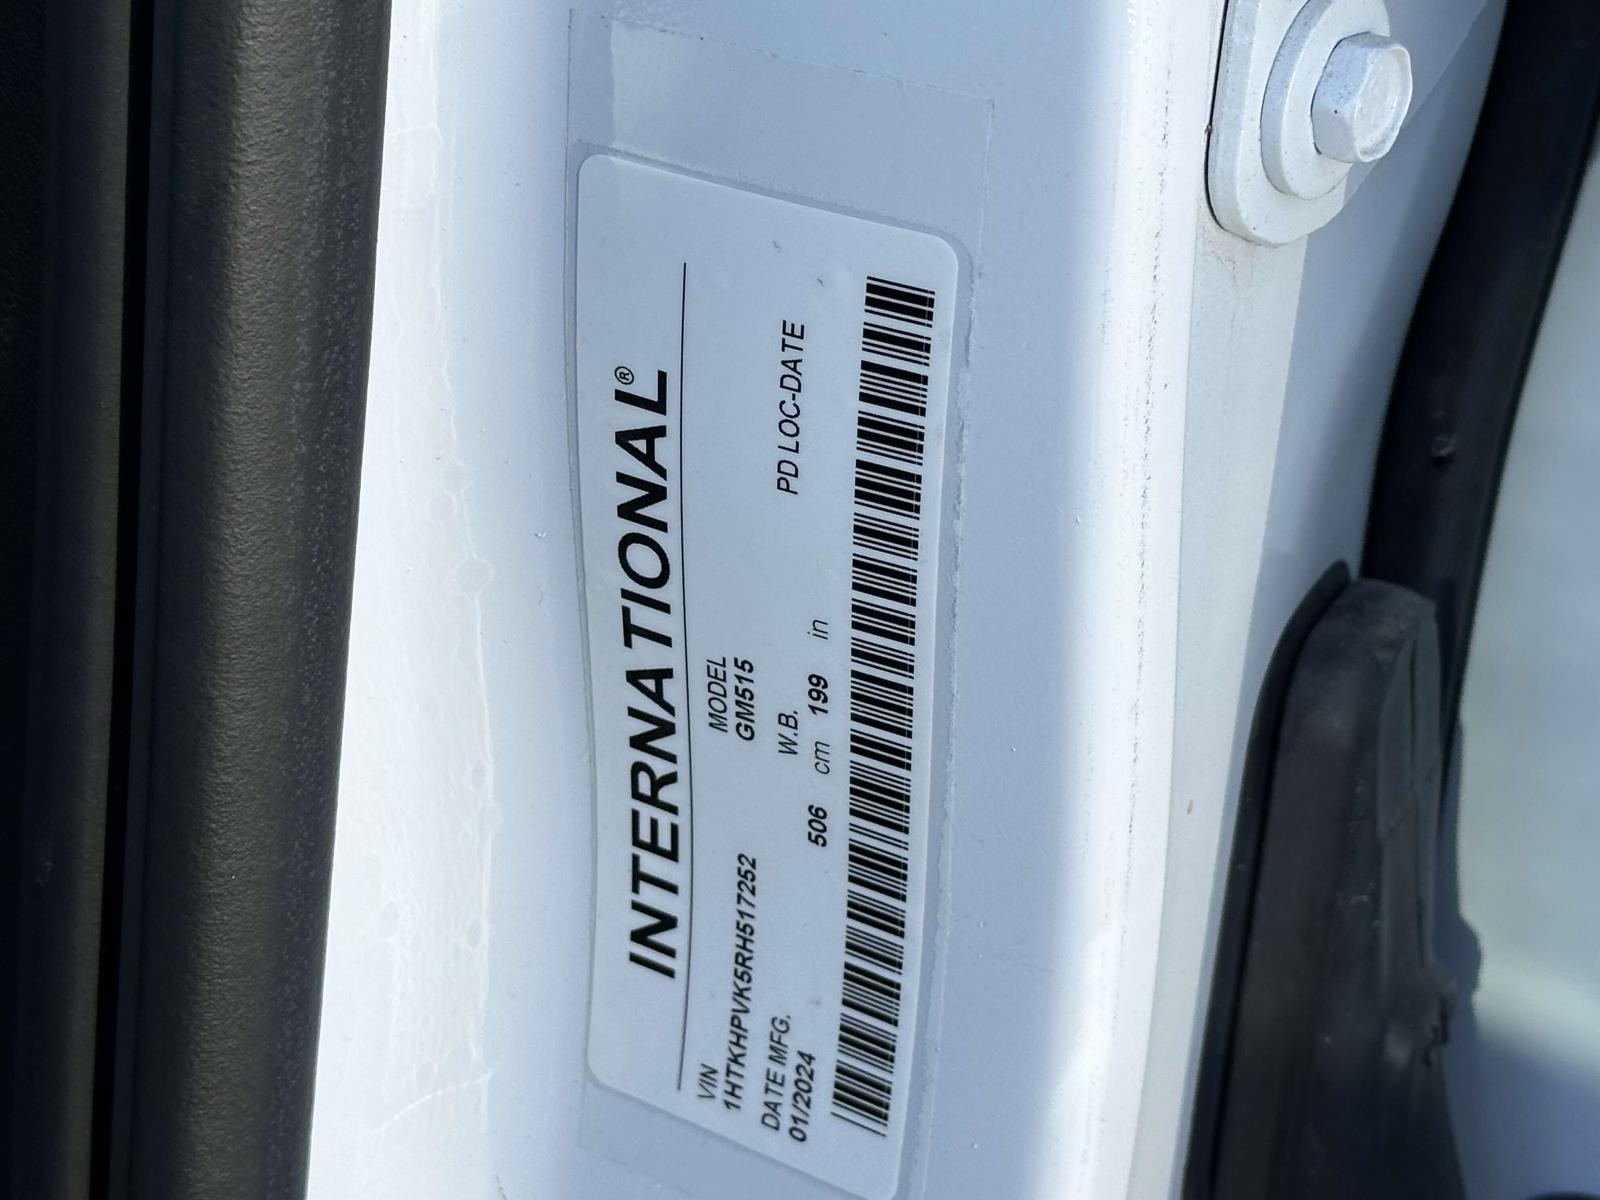 INTERNATIONAL®
VIN MODEL
1HTKHPVK5RH517252 GM515
DATE MFG. W.B. PD LOC-DATE
01/2024 506 cm 199 in